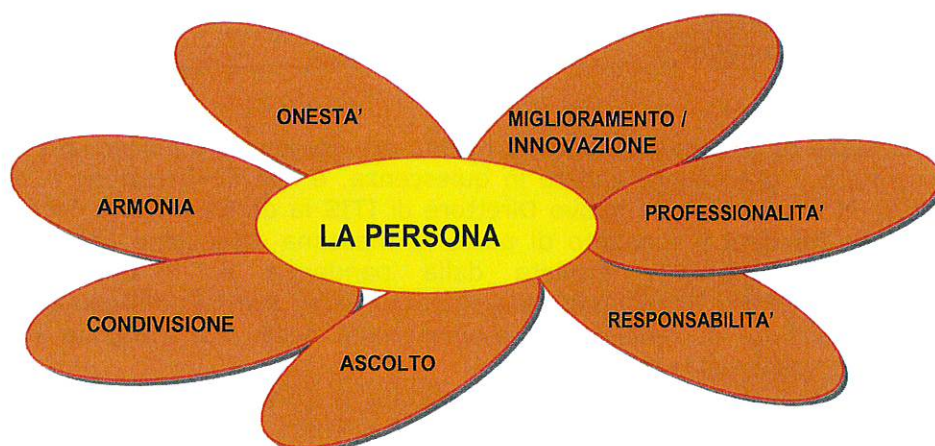 ONESTA'
MIGLIORAMENTO /
INNOVAZIONE
ARMONIA
LA PERSONA
PROFESSIONALITA'
CONDIVISIONE
RESPONSABILITA'
ASCOLTO